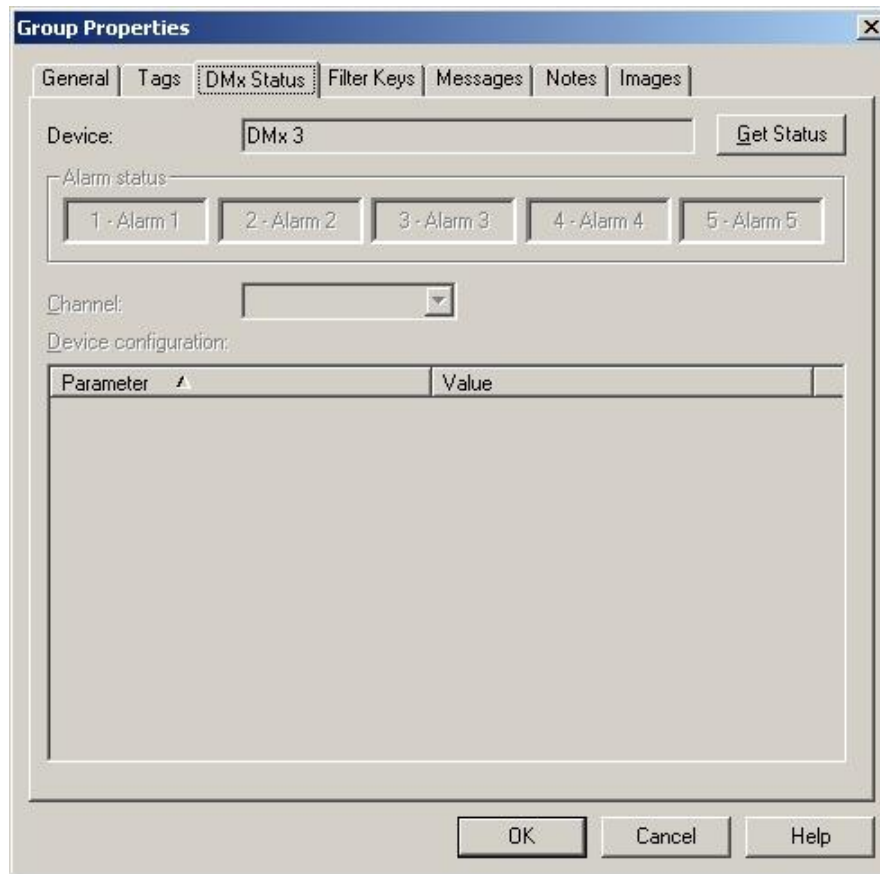 Group Properties
General Tags DMx Status Filter Keys Messages Notes Images
Device: DMx 3 Get Status
Alarm status
1 - Alarm 1 2 - Alarm 2 3 - Alarm 3 4 - Alarm 4 5 - Alarm 5
Channel:
Device configuration:
Parameter Value
OK Cancel Help